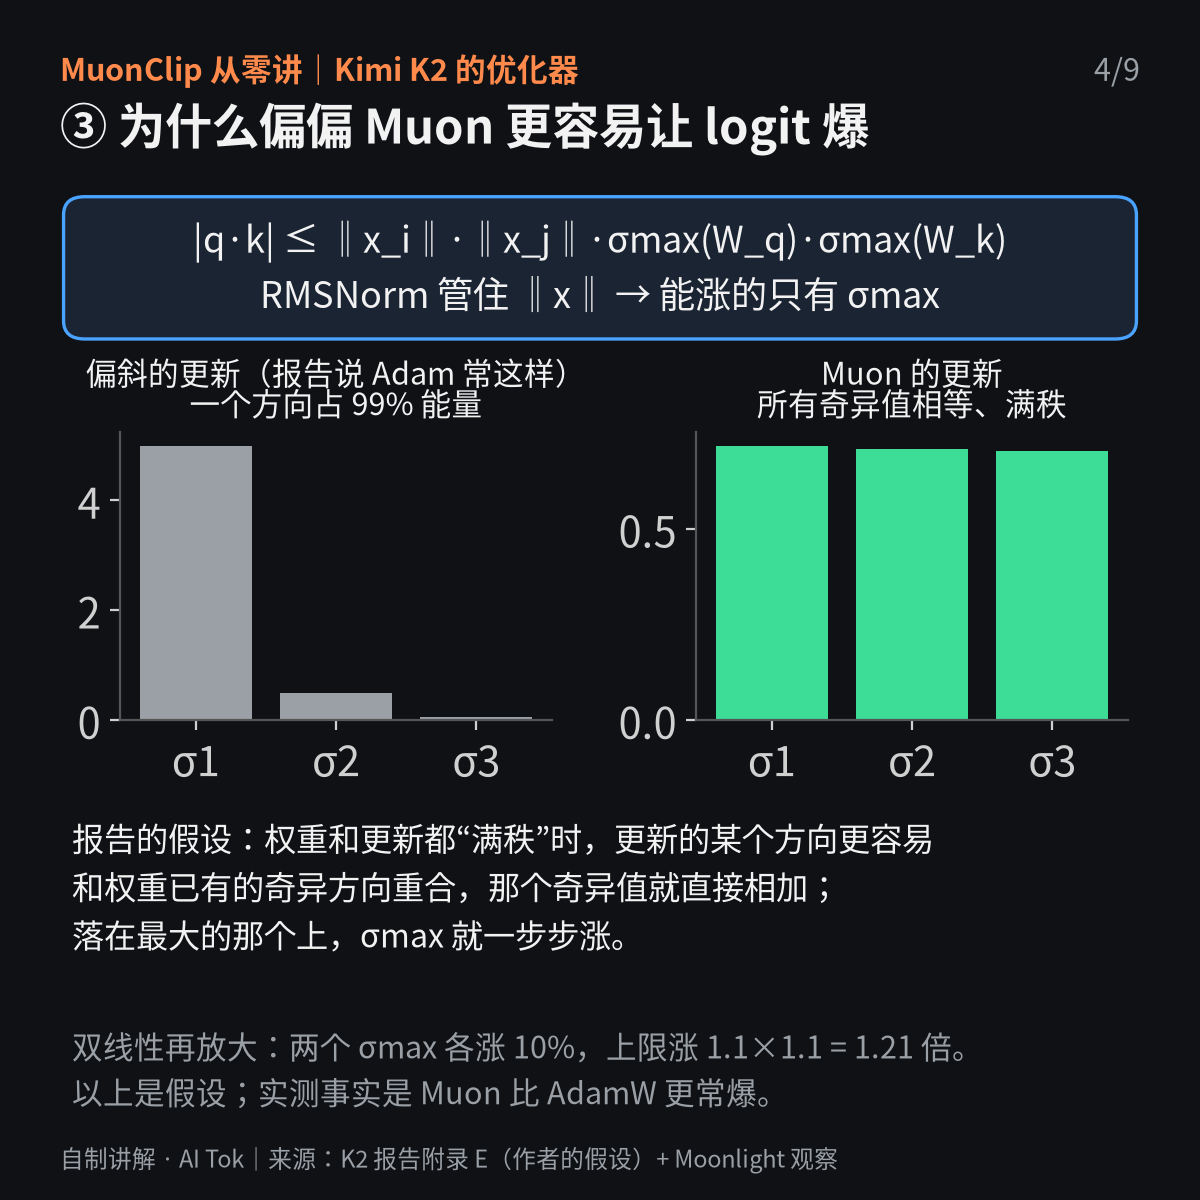 MuonClip 从零讲｜Kimi K2 的优化器
4/9
③ 为什么偏偏 Muon 更容易让 logit 爆
|q·k| ≤ ‖x_i‖·‖x_j‖·σmax(W_q)·σmax(W_k)
RMSNorm 管住 ‖x‖ → 能涨的只有 σmax
偏斜的更新（报告说 Adam 常这样）
一个方向占 99% 能量
4
2
0
σ1
σ2
σ3
Muon 的更新
所有奇异值相等、满秩
0.5
0.0
σ1
σ2
σ3
报告的假设：权重和更新都“满秩”时，更新的某个方向更容易
和权重已有的奇异方向重合，那个奇异值就直接相加；
落在最大的那个上，σmax 就一步步涨。
双线性再放大：两个 σmax 各涨 10%，上限涨 1.1×1.1 = 1.21 倍。
以上是假设；实测事实是 Muon 比 AdamW 更常爆。
自制讲解 · AI Tok｜来源：K2 报告附录 E（作者的假设）+ Moonlight 观察